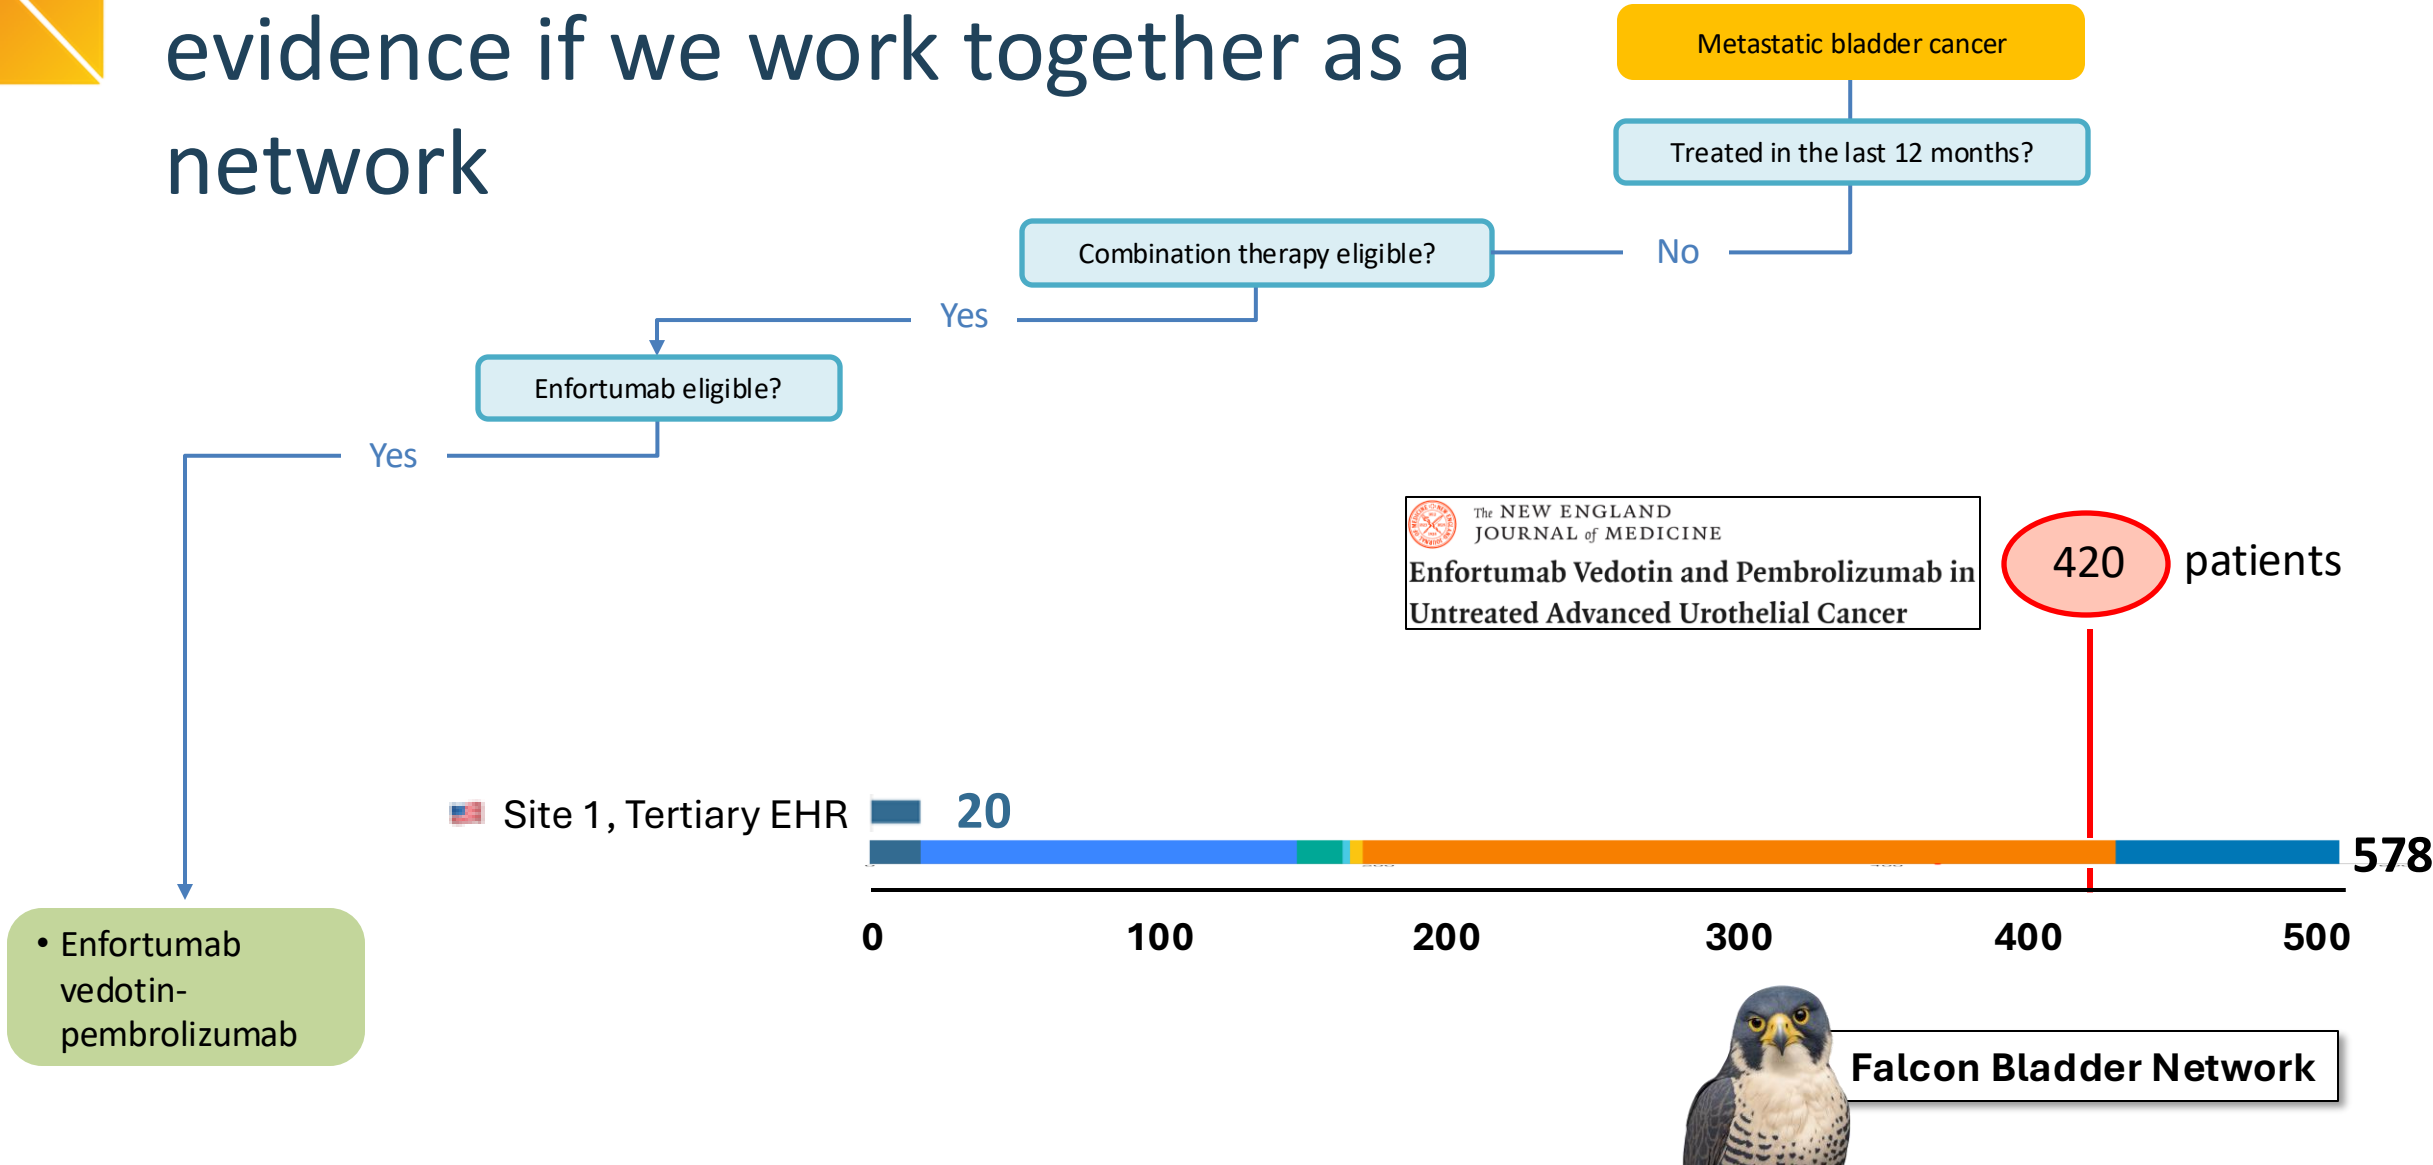 evidence if we work together as a
network
Metastatic bladder cancer
Treated in the last 12 months?
No
Combination therapy eligible?
Yes
Enfortumab eligible?
Yes
The NEW ENGLAND
JOURNAL of MEDICINE
Enfortumab Vedotin and Pembrolizumab in
Untreated Advanced Urothelial Cancer
420 patients
Site 1, Tertiary EHR 20
578
0 100 200 300 400 500
• Enfortumab
vedotin-
pembrolizumab
Falcon Bladder Network